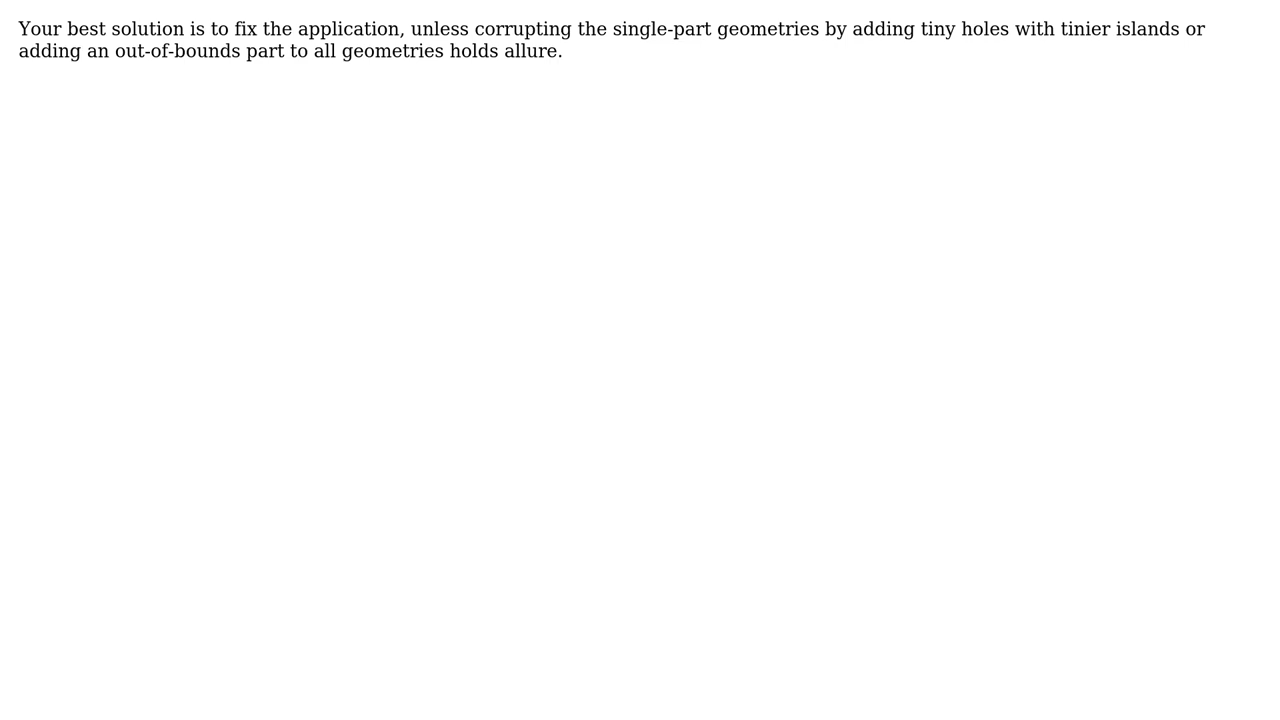 Your best solution is to fix the application, unless corrupting the single-part geometries by adding tiny holes with tinier islands or
adding an out-of-bounds part to all geometries holds allure.